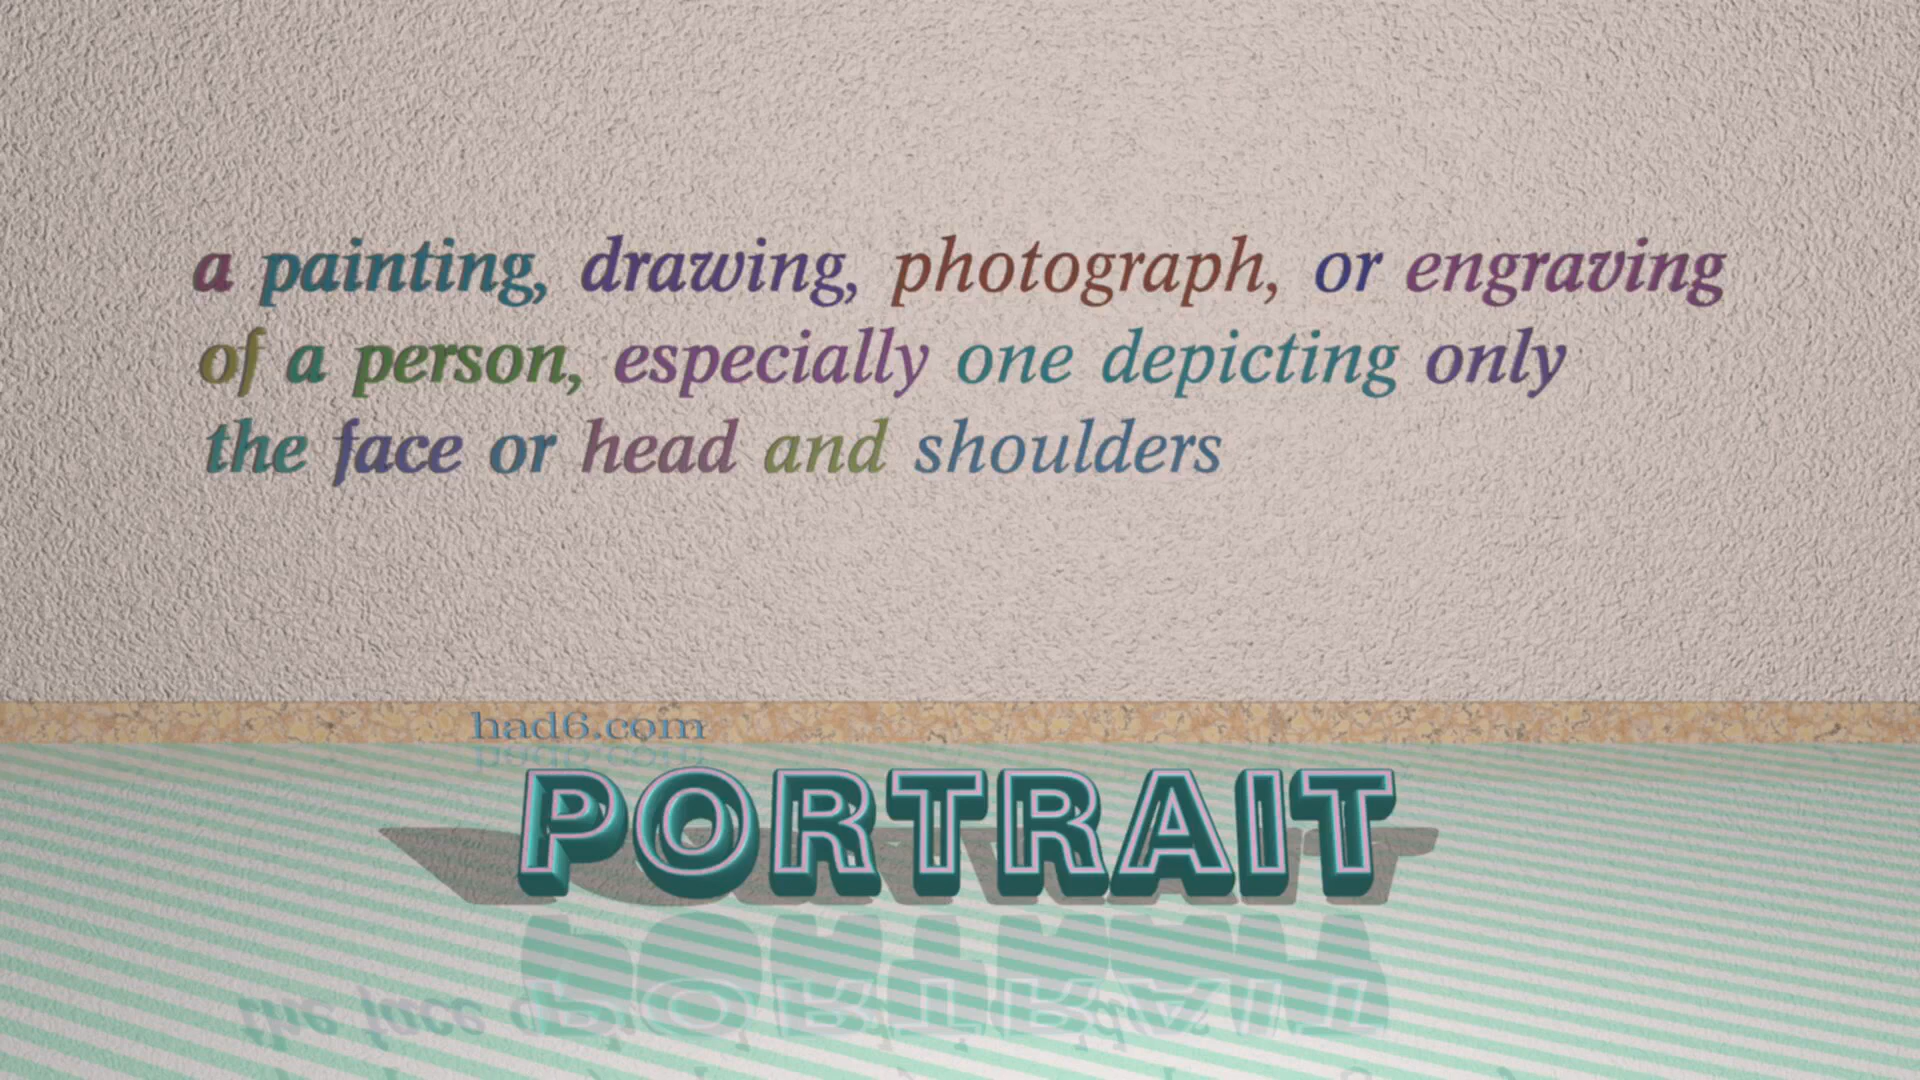 a painting, drawing, photograph, or engraving
of a person, especially one depicting only
the face or head and shoulders
had6.com
PORTRAIT